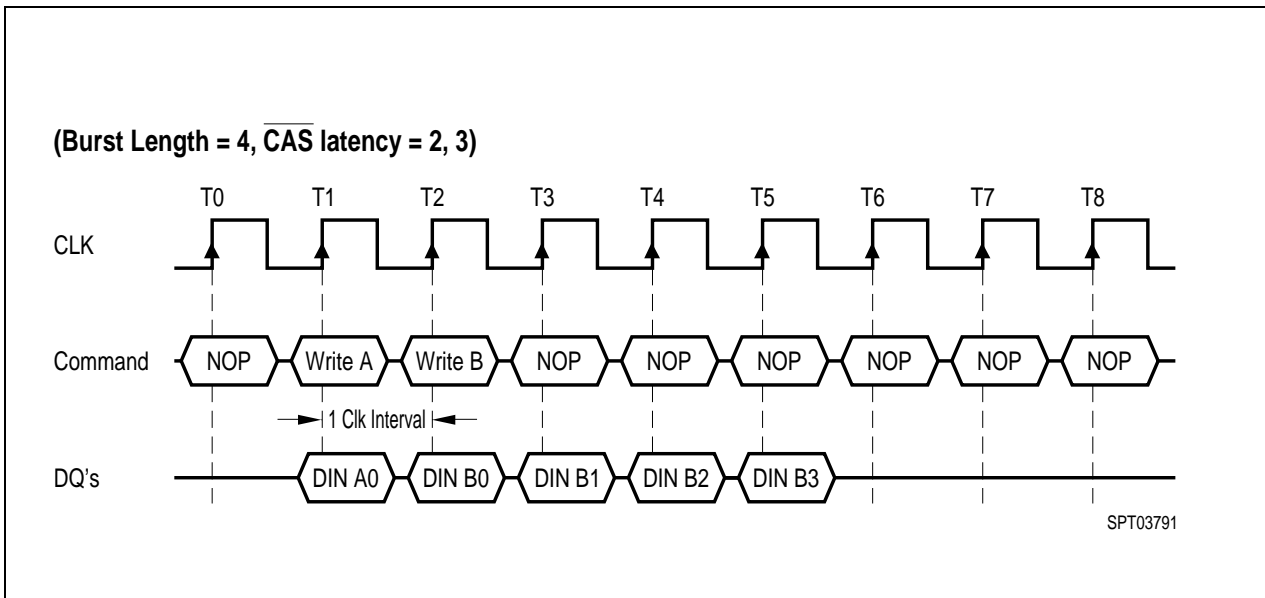 (Burst Length = 4, CAS latency = 2, 3)
T0 T1 T2 T3 T4 T5 T6 T7 T8
CLK
Command NOP Write A Write B NOP NOP NOP NOP NOP NOP
1 Clk Interval
DQ's DIN A0 DIN B0 DIN B1 DIN B2 DIN B3
SPT03791